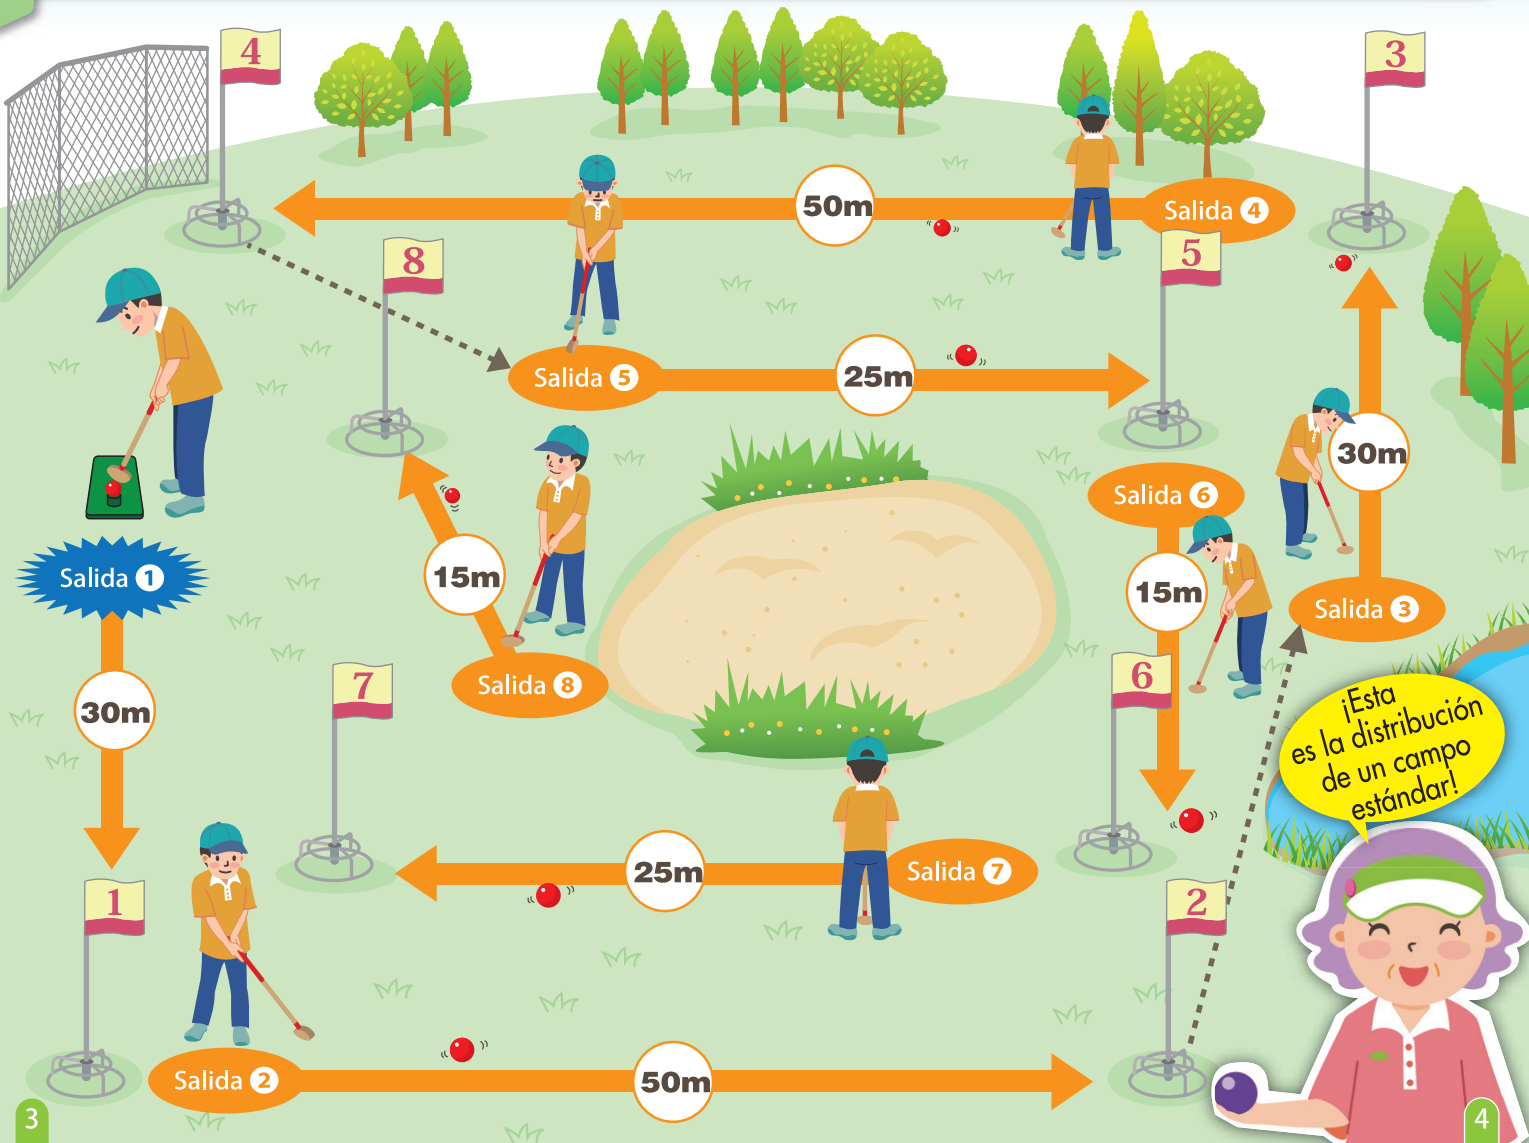 4
3
50m
Salida 4
8
5
Salida 5
25m
30m
Salida 6
15m
15m
Salida 1
Salida 3
6
7
Salida 8
30m
¡Esta
es la distribución
de un campo
estándar!
25m
Salida 7
1
2
Salida 2
50m
3
4